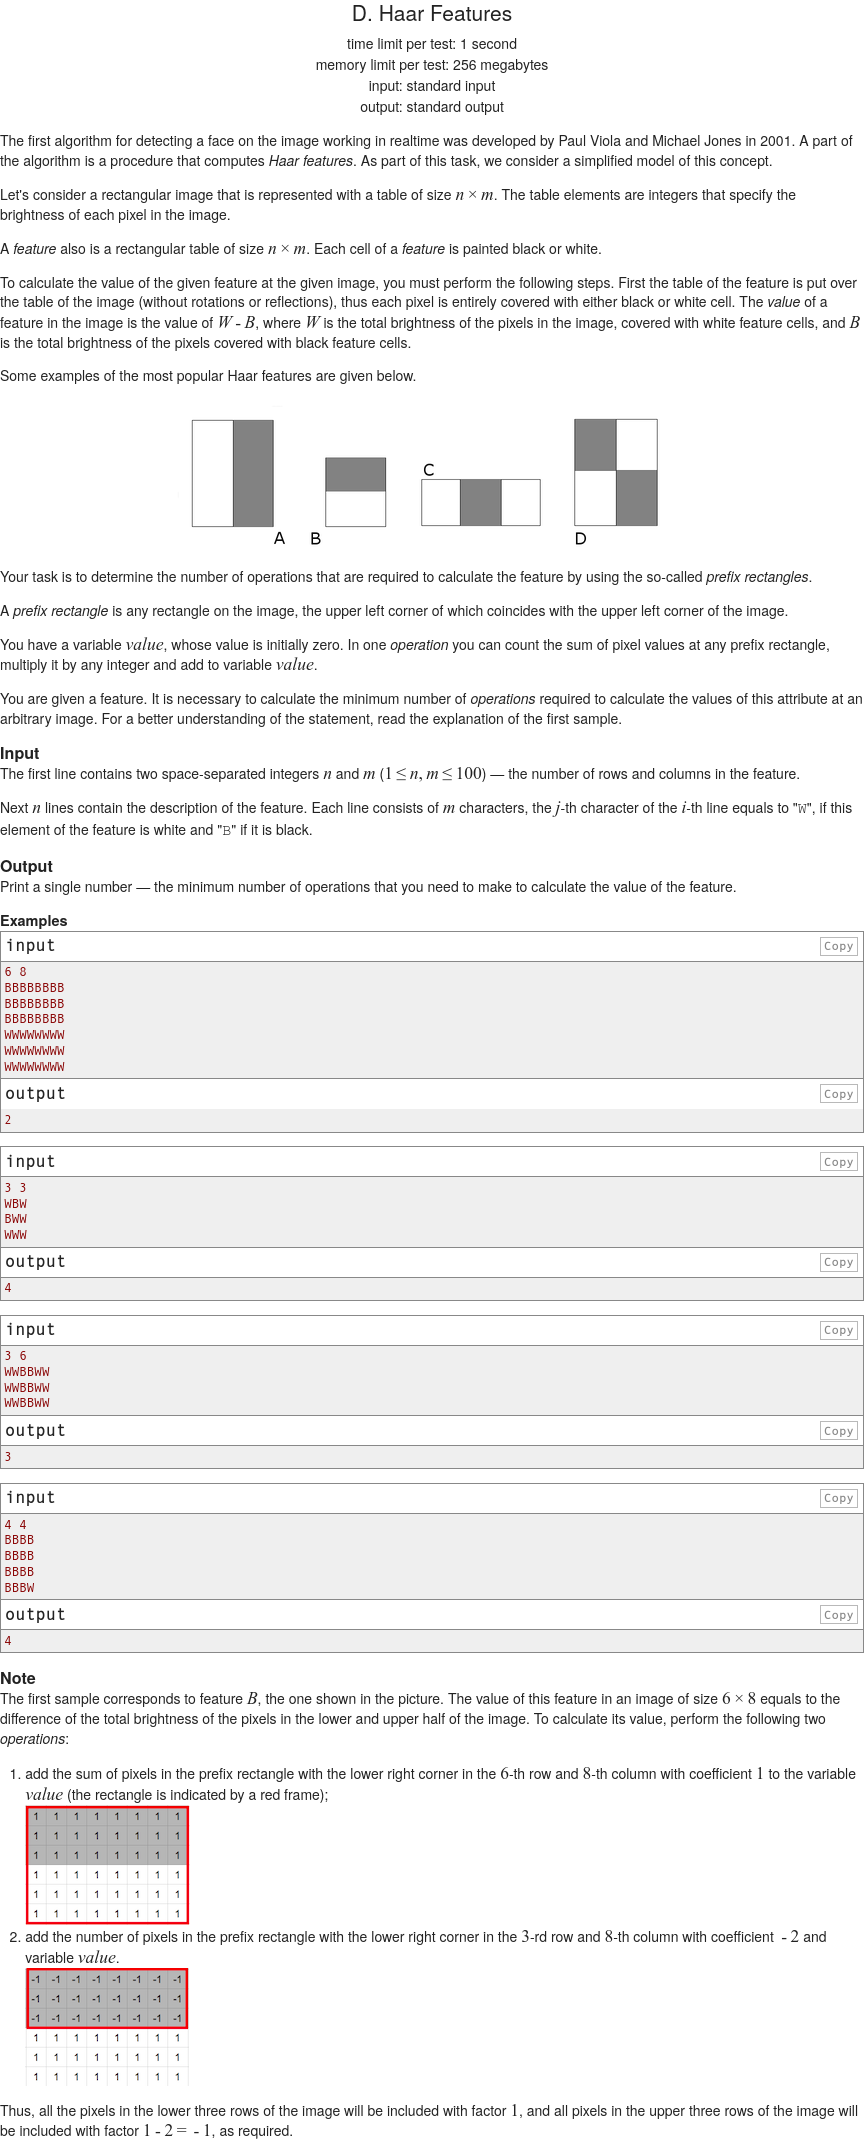 D. Haar Features
time limit per test: 1 second
memory limit per test: 256 megabytes
input: standard input
output: standard output
The first algorithm for detecting a face on the image working in realtime was developed by Paul Viola and Michael Jones in 2001. A part of
the algorithm is a procedure that computes Haar features. As part of this task, we consider a simplified model of this concept.
Let's consider a rectangular image that is represented with a table of size n × m. The table elements are integers that specify the
brightness of each pixel in the image.
A feature also is a rectangular table of size n × m. Each cell of a feature is painted black or white.
To calculate the value of the given feature at the given image, you must perform the following steps. First the table of the feature is put over
the table of the image (without rotations or reflections), thus each pixel is entirely covered with either black or white cell. The value of a
feature in the image is the value of W - B, where W is the total brightness of the pixels in the image, covered with white feature cells, and B
is the total brightness of the pixels covered with black feature cells.
Some examples of the most popular Haar features are given below.
A B C D
Your task is to determine the number of operations that are required to calculate the feature by using the so-called prefix rectangles.
A prefix rectangle is any rectangle on the image, the upper left corner of which coincides with the upper left corner of the image.
You have a variable value, whose value is initially zero. In one operation you can count the sum of pixel values at any prefix rectangle,
multiply it by any integer and add to variable value.
You are given a feature. It is necessary to calculate the minimum number of operations required to calculate the values of this attribute at an
arbitrary image. For a better understanding of the statement, read the explanation of the first sample.
Input
The first line contains two space-separated integers n and m (1 ≤ n, m ≤ 100) — the number of rows and columns in the feature.
Next n lines contain the description of the feature. Each line consists of m characters, the j-th character of the i-th line equals to "W", if this
element of the feature is white and "B" if it is black.
Output
Print a single number — the minimum number of operations that you need to make to calculate the value of the feature.
Examples
input Copy
6 8
BBBBBBBB
BBBBBBBB
BBBBBBBB
WWWWWWWW
WWWWWWWW
WWWWWWWW
output Copy
2
input Copy
3 3
WBW
BWW
WWW
output Copy
4
input Copy
3 6
WWBBWW
WWBBWW
WWBBWW
output Copy
3
input Copy
4 4
BBBB
BBBB
BBBB
BBBW
output Copy
4
Note
The first sample corresponds to feature B, the one shown in the picture. The value of this feature in an image of size 6 × 8 equals to the
difference of the total brightness of the pixels in the lower and upper half of the image. To calculate its value, perform the following two
operations:
1. add the sum of pixels in the prefix rectangle with the lower right corner in the 6-th row and 8-th column with coefficient 1 to the variable
value (the rectangle is indicated by a red frame);
1 1 1 1 1 1 1 1
1 1 1 1 1 1 1 1
1 1 1 1 1 1 1 1
1 1 1 1 1 1 1 1
1 1 1 1 1 1 1 1
1 1 1 1 1 1 1 1
2. add the number of pixels in the prefix rectangle with the lower right corner in the 3-rd row and 8-th column with coefficient - 2 and
variable value.
-1 -1 -1 -1 -1 -1 -1 -1
-1 -1 -1 -1 -1 -1 -1 -1
-1 -1 -1 -1 -1 -1 -1 -1
1 1 1 1 1 1 1 1
1 1 1 1 1 1 1 1
1 1 1 1 1 1 1 1
Thus, all the pixels in the lower three rows of the image will be included with factor 1, and all pixels in the upper three rows of the image will
be included with factor 1 - 2 = - 1, as required.